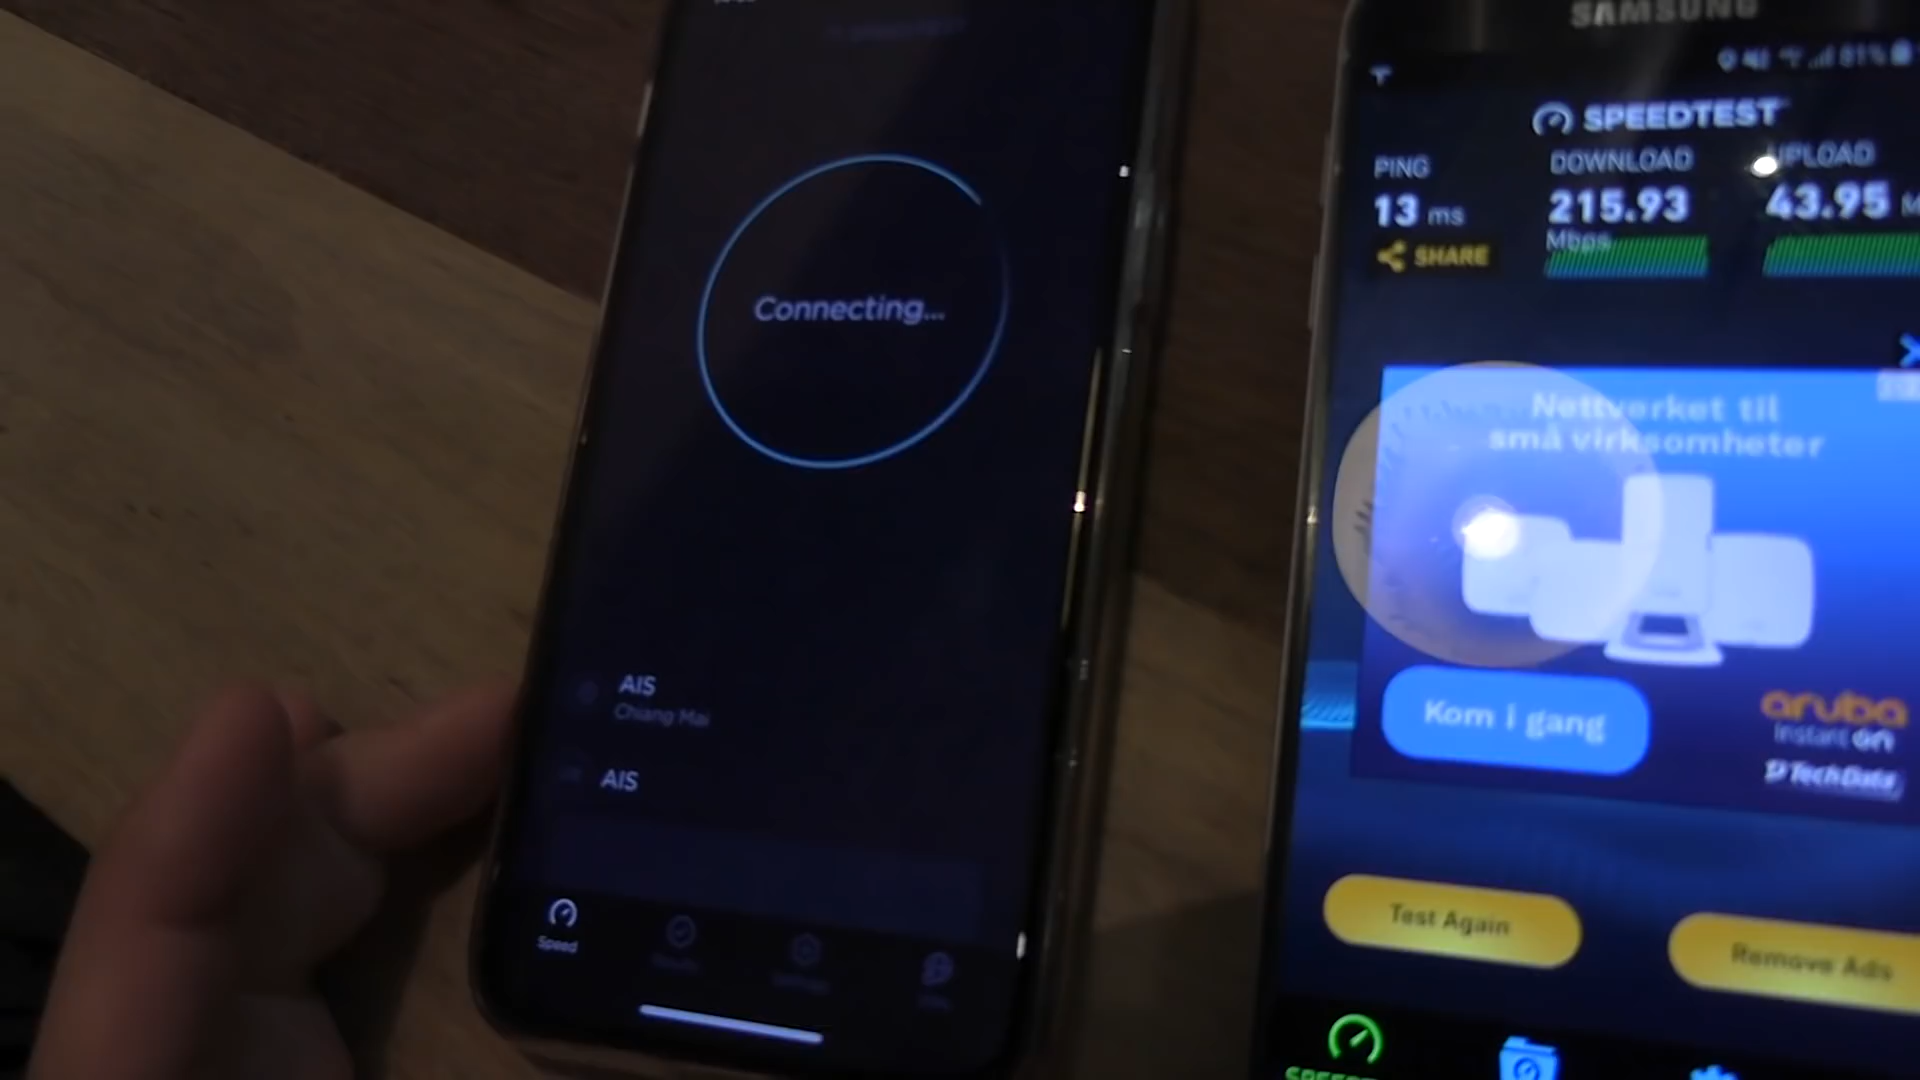 Connecting...
AIS
Chiang Mai
AIS
Speed
SAMSUNG
81%
SPEEDTEST
PING
DOWNLOAD
UPLOAD
13 ms
215.93
43.95
Mbps
SHARE
Nettverket til
små virksomheter
Kom i gang
aruba
instant on
TechData
Test Again
Remove Ads